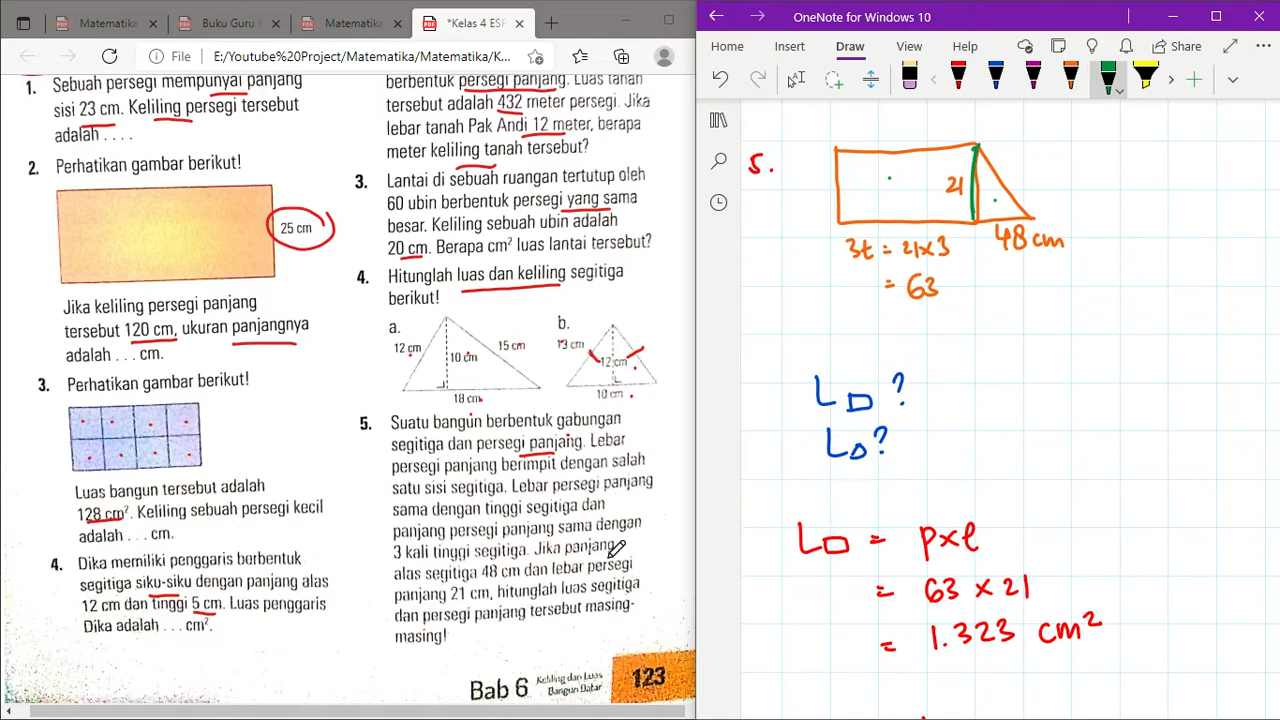 Matematika
Buku Guru
Matematika
*Kelas 4 ESP
File
E:/Youtube%20Project/Matematika/Matematika/K...
1. Sebuah persegi mempunyai panjang
sisi 23 cm. Keliling persegi tersebut
adalah . . . .
2. Perhatikan gambar berikut!
25 cm
Jika keliling persegi panjang
tersebut 120 cm, ukuran panjangnya
adalah . . . cm.
3. Perhatikan gambar berikut!
Luas bangun tersebut adalah
128 cm². Keliling sebuah persegi kecil
adalah . . . cm.
4. Dika memiliki penggaris berbentuk
segitiga siku-siku dengan panjang alas
12 cm dan tinggi 5 cm. Luas penggaris
Dika adalah . . . cm².
berbentuk persegi panjang. Luas tanah
tersebut adalah 432 meter persegi. Jika
lebar tanah Pak Andi 12 meter, berapa
meter keliling tanah tersebut?
3. Lantai di sebuah ruangan tertutup oleh
60 ubin berbentuk persegi yang sama
besar. Keliling sebuah ubin adalah
20 cm. Berapa cm² luas lantai tersebut?
4. Hitunglah luas dan keliling segitiga
berikut!
a.
12 cm
10 cm
15 cm
18 cm
b.
13 cm
12 cm
10 cm
5. Suatu bangun berbentuk gabungan
segitiga dan persegi panjang. Lebar
persegi panjang berimpit dengan salah
satu sisi segitiga. Lebar persegi panjang
sama dengan tinggi segitiga dan
panjang persegi panjang sama dengan
3 kali tinggi segitiga. Jika panjang
alas segitiga 48 cm dan lebar persegi
panjang 21 cm, hitunglah luas segitiga
dan persegi panjang tersebut masing-
masing!
Bab 6
Keliling dan Luas
Bangun Datar
123
OneNote for Windows 10
Home Insert Draw View Help Share
5.
21
3t = 21x3
48 cm
= 63
L ?
L ?
L = p x l
= 63 x 21
= 1.323 cm²